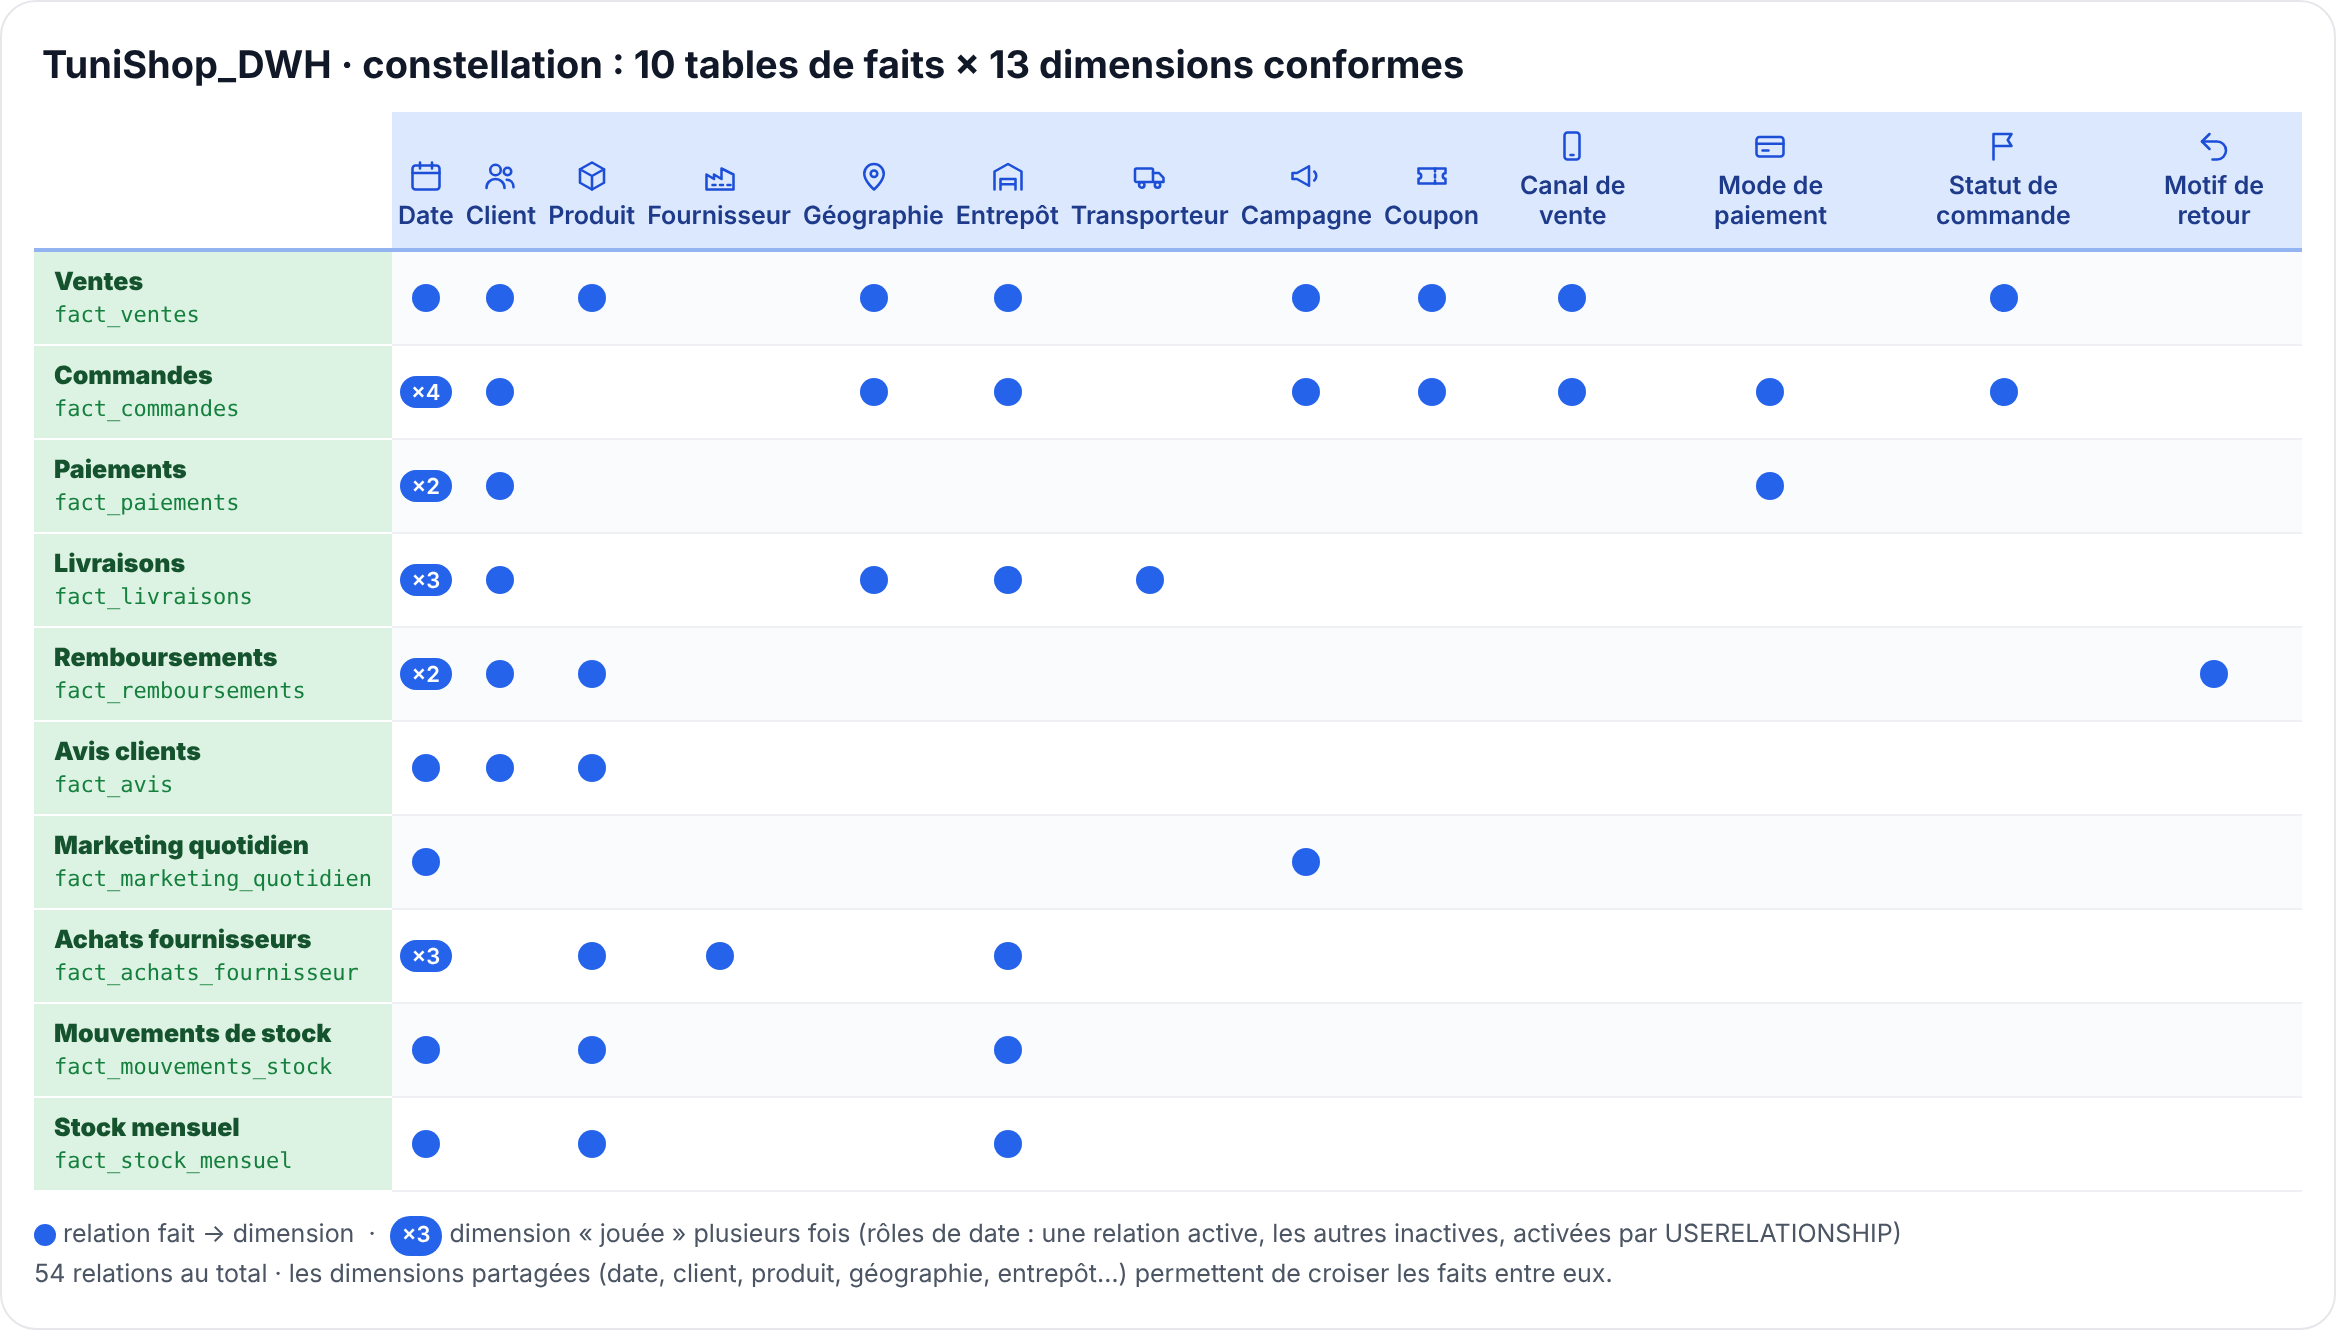 TuniShop_DWH · constellation : 10 tables de faits × 13 dimensions conformes
Date Client Produit Fournisseur Géographie Entrepôt Transporteur Campagne Coupon Canal de vente Mode de paiement Statut de commande Motif de retour
Ventes
fact_ventes
Commandes
fact_commandes
×4
Paiements
fact_paiements
×2
Livraisons
fact_livraisons
×3
Remboursements
fact_remboursements
×2
Avis clients
fact_avis
Marketing quotidien
fact_marketing_quotidien
Achats fournisseurs
fact_achats_fournisseur
×3
Mouvements de stock
fact_mouvements_stock
Stock mensuel
fact_stock_mensuel
relation fait → dimension · ×3 dimension « jouée » plusieurs fois (rôles de date : une relation active, les autres inactives, activées par USERELATIONSHIP)
54 relations au total · les dimensions partagées (date, client, produit, géographie, entrepôt…) permettent de croiser les faits entre eux.